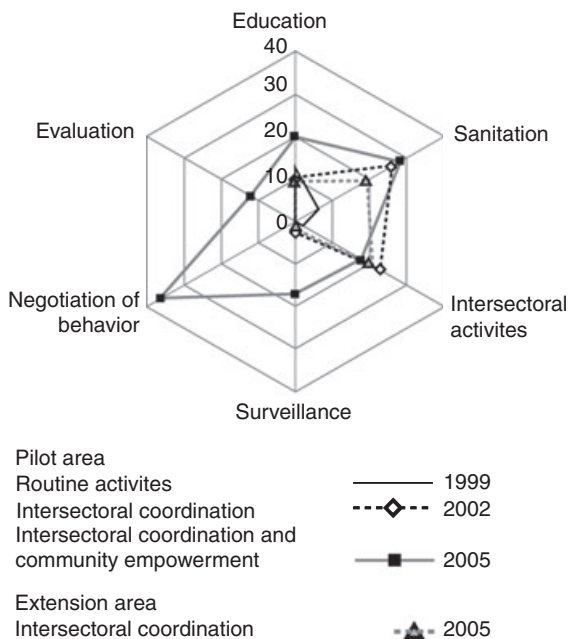 Education
40
30
20
10
0
Evaluation
Sanitation
Negotiation of
behavior
Intersectoral
activites
Surveillance
Pilot area
Routine activites 1999
Intersectoral coordination 2002
Intersectoral coordination and
community empowerment 2005
Extension area
Intersectoral coordination 2005